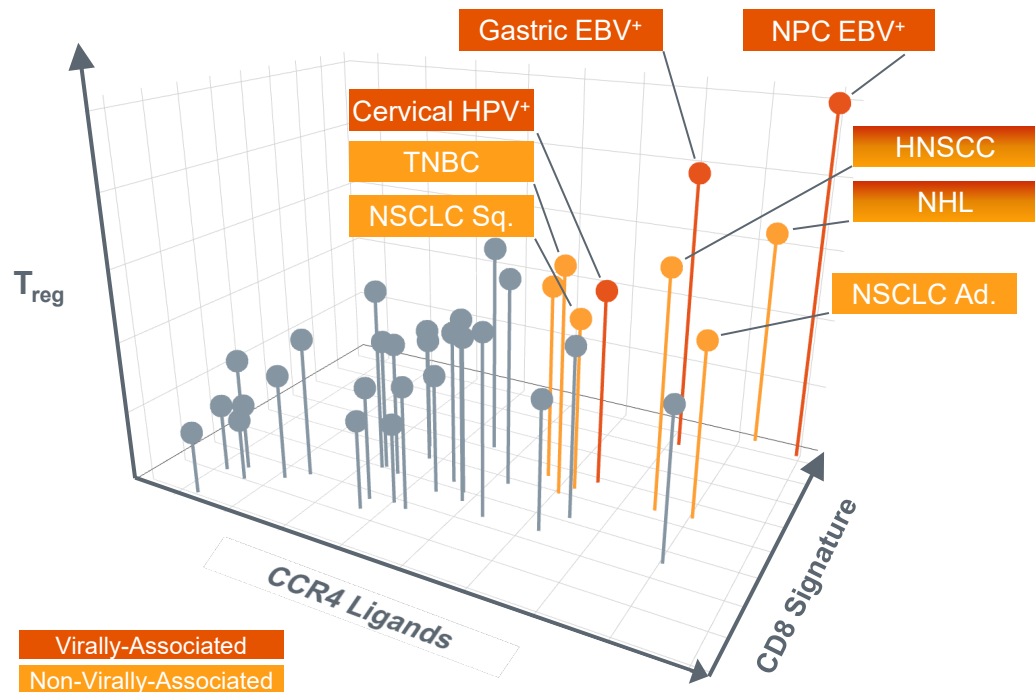 Gastric EBV⁺
NPC EBV⁺
Cervical HPV⁺
TNBC
HNSCC
NSCLC Sq.
NHL
Treg
NSCLC Ad.
CCR4 Ligands
CD8 Signature
Virally-Associated
Non-Virally-Associated